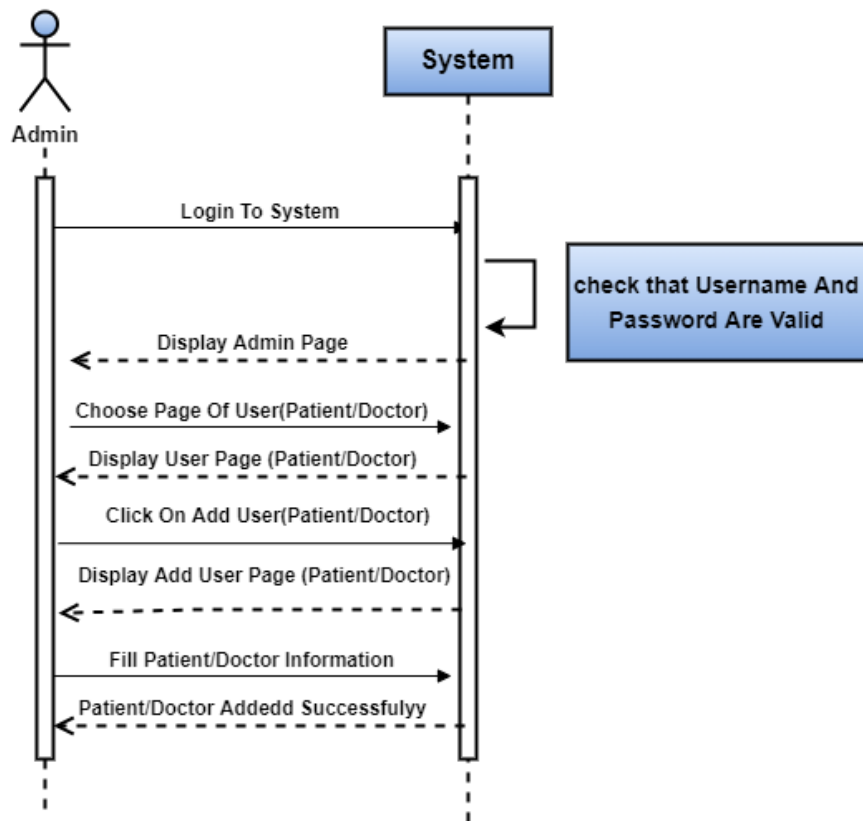 System
Admin
Login To System
check that Username And
Password Are Valid
Display Admin Page
Choose Page Of User(Patient/Doctor)
Display User Page (Patient/Doctor)
Click On Add User(Patient/Doctor)
Display Add User Page (Patient/Doctor)
Fill Patient/Doctor Information
Patient/Doctor Addedd Successfulyy